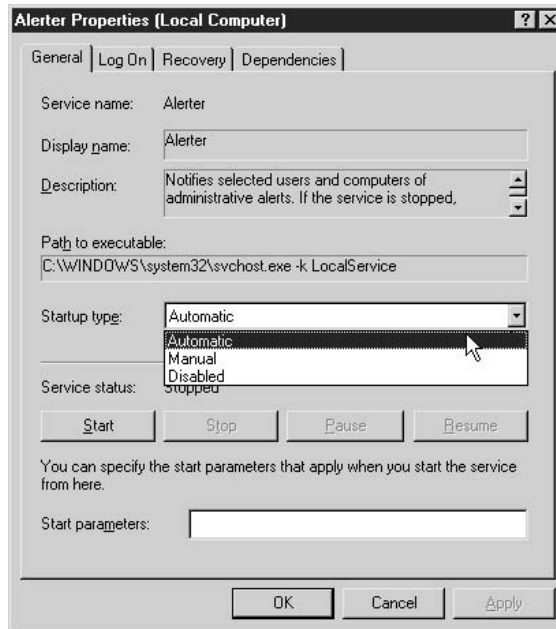 Alerter Properties (Local Computer)
General Log On Recovery Dependencies
Service name: Alerter
Display name: Alerter
Description: Notifies selected users and computers of
administrative alerts. If the service is stopped,
Path to executable:
C:\WINDOWS\system32\svchost.exe -k LocalService
Startup type: Automatic
Automatic
Manual
Disabled
Service status: Stopped
Start Stop Pause Resume
You can specify the start parameters that apply when you start the service
from here.
Start parameters:
OK Cancel Apply